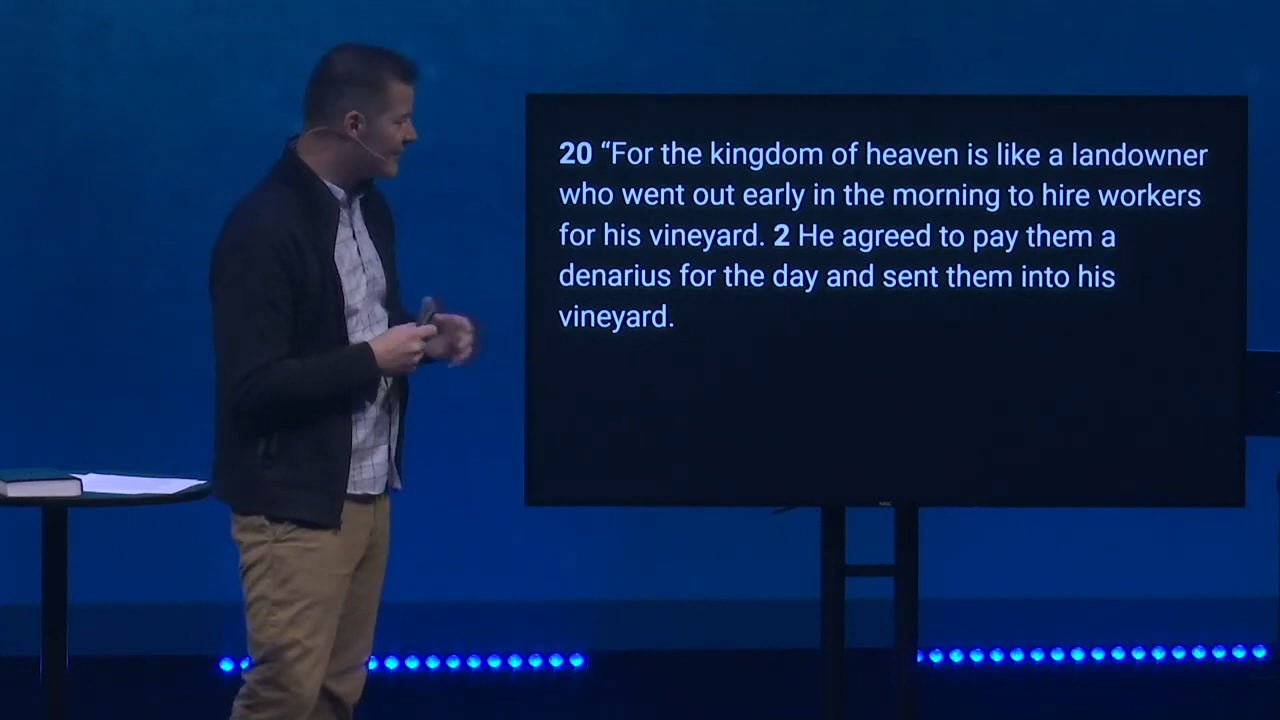 20 “For the kingdom of heaven is like a landowner
who went out early in the morning to hire workers
for his vineyard. 2 He agreed to pay them a
denarius for the day and sent them into his
vineyard.
NEC